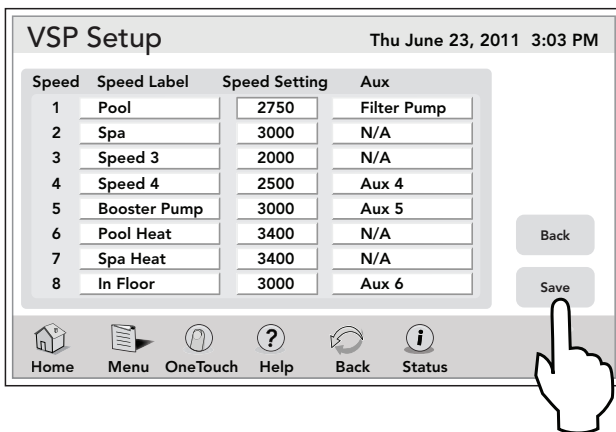 VSP Setup Thu June 23, 2011 3:03 PM
Speed Speed Label Speed Setting Aux
1 Pool 2750 Filter Pump
2 Spa 3000 N/A
3 Speed 3 2000 N/A
4 Speed 4 2500 Aux 4
5 Booster Pump 3000 Aux 5
6 Pool Heat 3400 N/A
7 Spa Heat 3400 N/A
8 In Floor 3000 Aux 6
Back
Save
Home Menu OneTouch Help Back Status